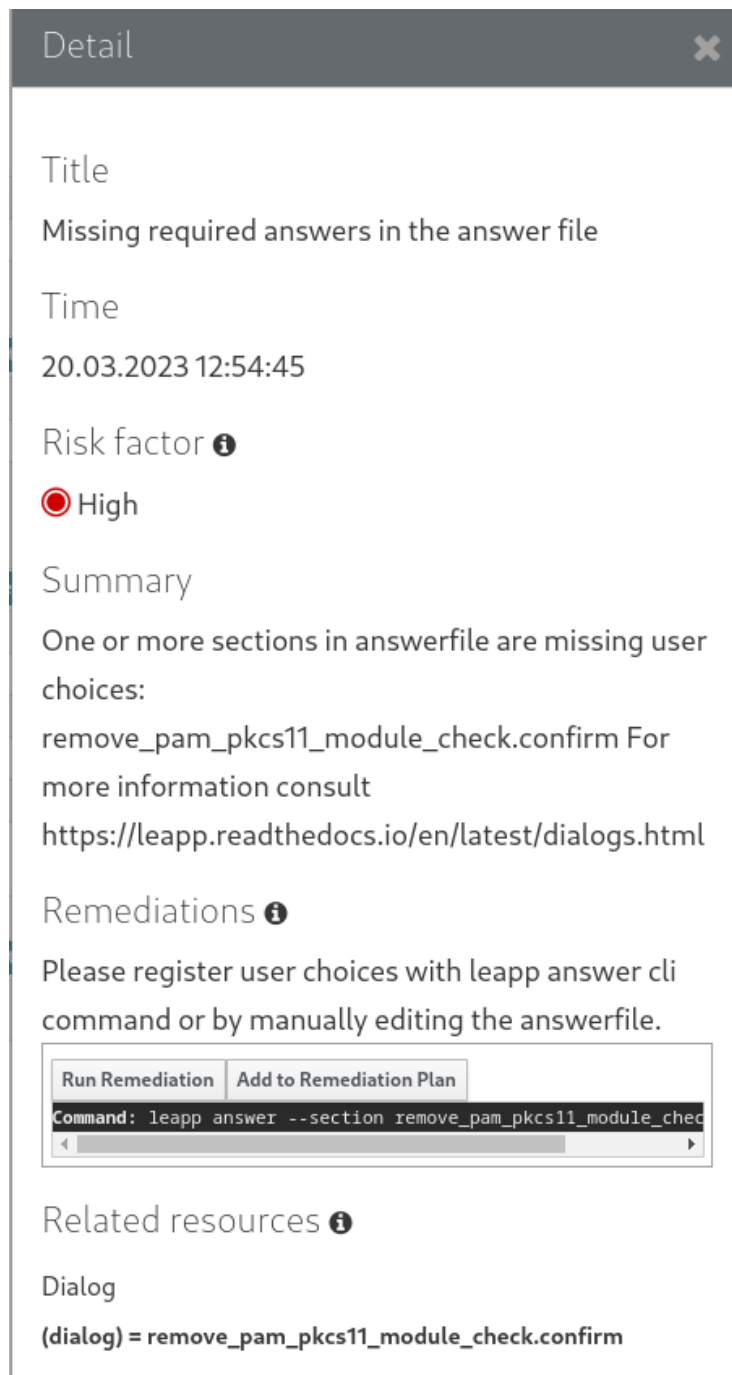 Detail
Title
Missing required answers in the answer file
Time
20.03.2023 12:54:45
Risk factor
High
Summary
One or more sections in answerfile are missing user
choices:
remove_pam_pkcs11_module_check.confirm For
more information consult
https://leapp.readthedocs.io/en/latest/dialogs.html
Remediations
Please register user choices with leapp answer cli
command or by manually editing the answerfile.
Run Remediation Add to Remediation Plan
Command: leapp answer --section remove_pam_pkcs11_module_chec
Related resources
Dialog
(dialog) = remove_pam_pkcs11_module_check.confirm